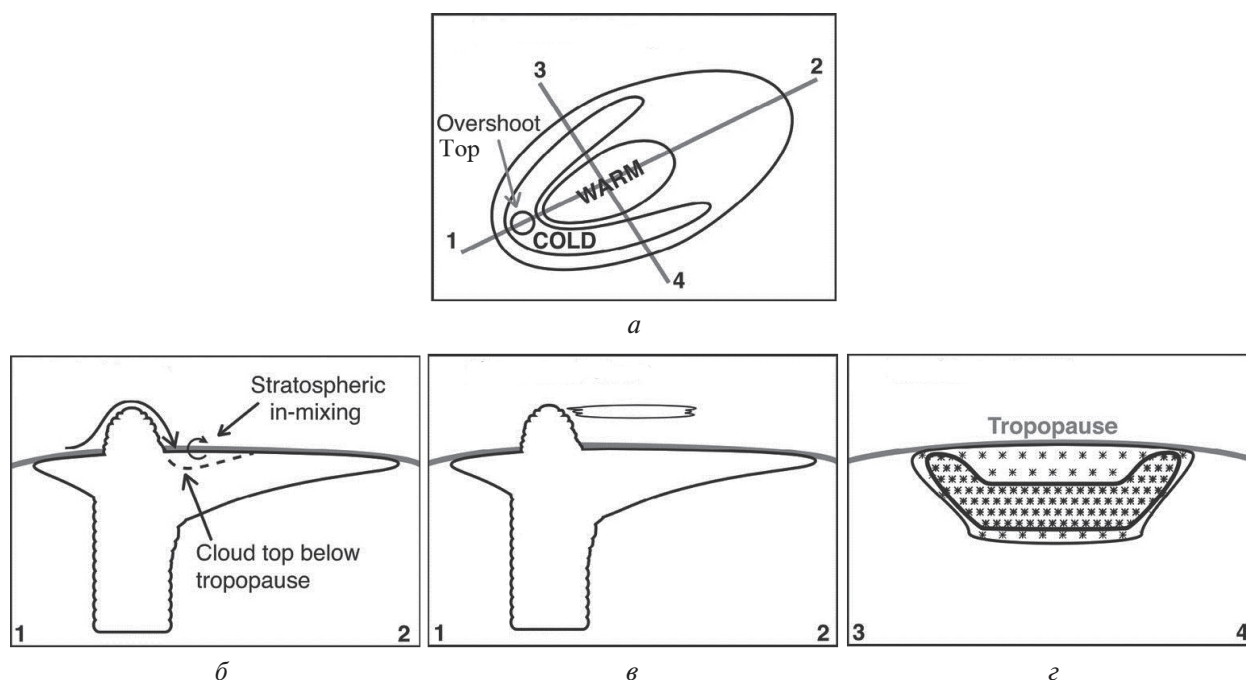 3
2
Overshoot
Top
WARM
1
COLD
4
а
Stratospheric
in-mixing
Cloud top below
tropopause
1
2
б
1
2
в
Tropopause
3
4
г